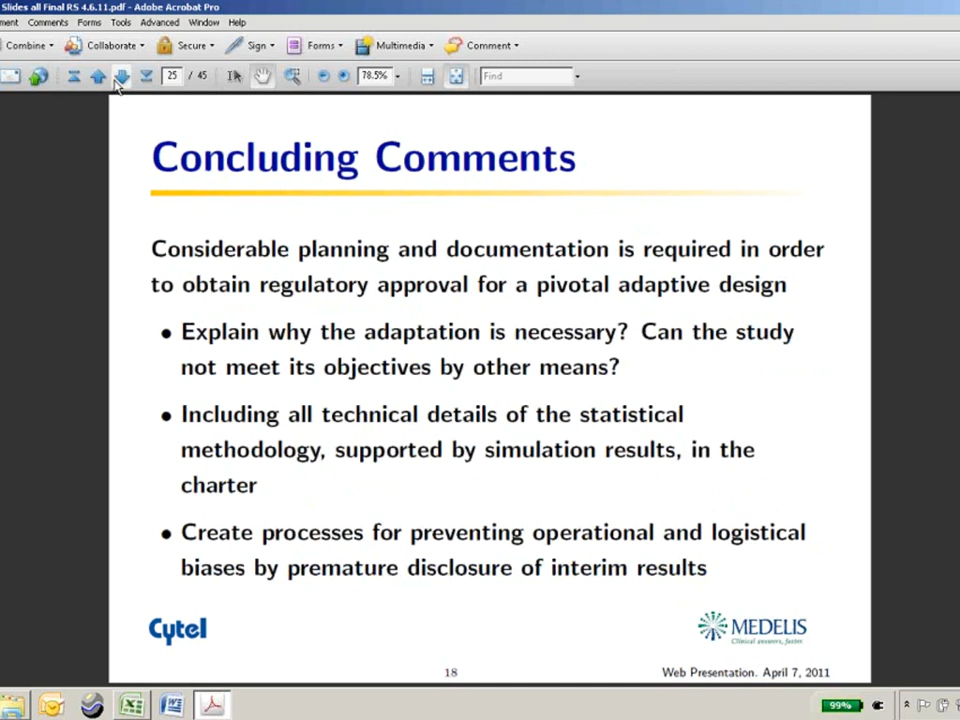 Slides all Final RS 4.6.11.pdf - Adobe Acrobat Pro
ment Comments Forms Tools Advanced Window Help
Combine Collaborate Secure Sign Forms Multimedia Comment
25 / 45 78.5% Find
Concluding Comments
Considerable planning and documentation is required in order
to obtain regulatory approval for a pivotal adaptive design
• Explain why the adaptation is necessary? Can the study
not meet its objectives by other means?
• Including all technical details of the statistical
methodology, supported by simulation results, in the
charter
• Create processes for preventing operational and logistical
biases by premature disclosure of interim results
Cytel
MEDELIS
Clinical answers, faster.
18
Web Presentation. April 7, 2011
99%